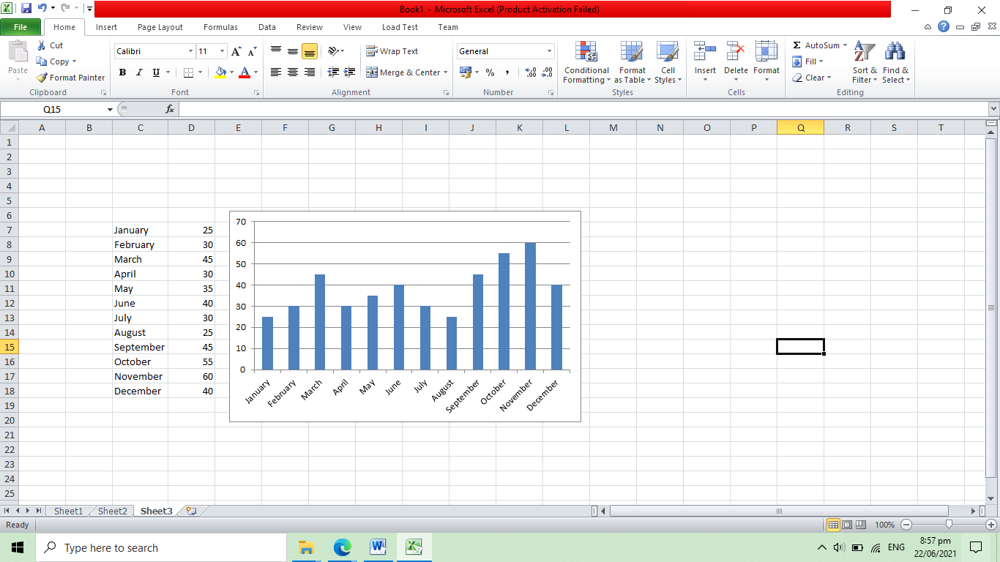 Book1 - Microsoft Excel (Product Activation Failed)
File Home Insert Page Layout Formulas Data Review View Load Test Team
Paste
Cut
Copy
Format Painter
Clipboard
Calibri 11
B I U
A A A
Font
Wrap Text
Merge & Center
Alignment
General
% , .0 .00 .00 .0
Number
Conditional Formatting
Format as Table
Cell Styles
Styles
Insert Delete Format
Cells
Σ AutoSum
Fill
Clear
Sort & Filter
Find & Select
Editing
Q15 fx
A B C D E F G H I J K L M N O P Q R S T
1
2
3
4
5
6
7 January 25
8 February 30
9 March 45
10 April 30
11 May 35
12 June 40
13 July 30
14 August 25
15 September 45
16 October 55
17 November 60
18 December 40
19
20
21
22
23
24
25
70
60
50
40
30
20
10
0
January February March April May June July August September October November December
Sheet1 Sheet2 Sheet3
Ready 100%
Type here to search
ENG
8:57 pm
22/06/2021